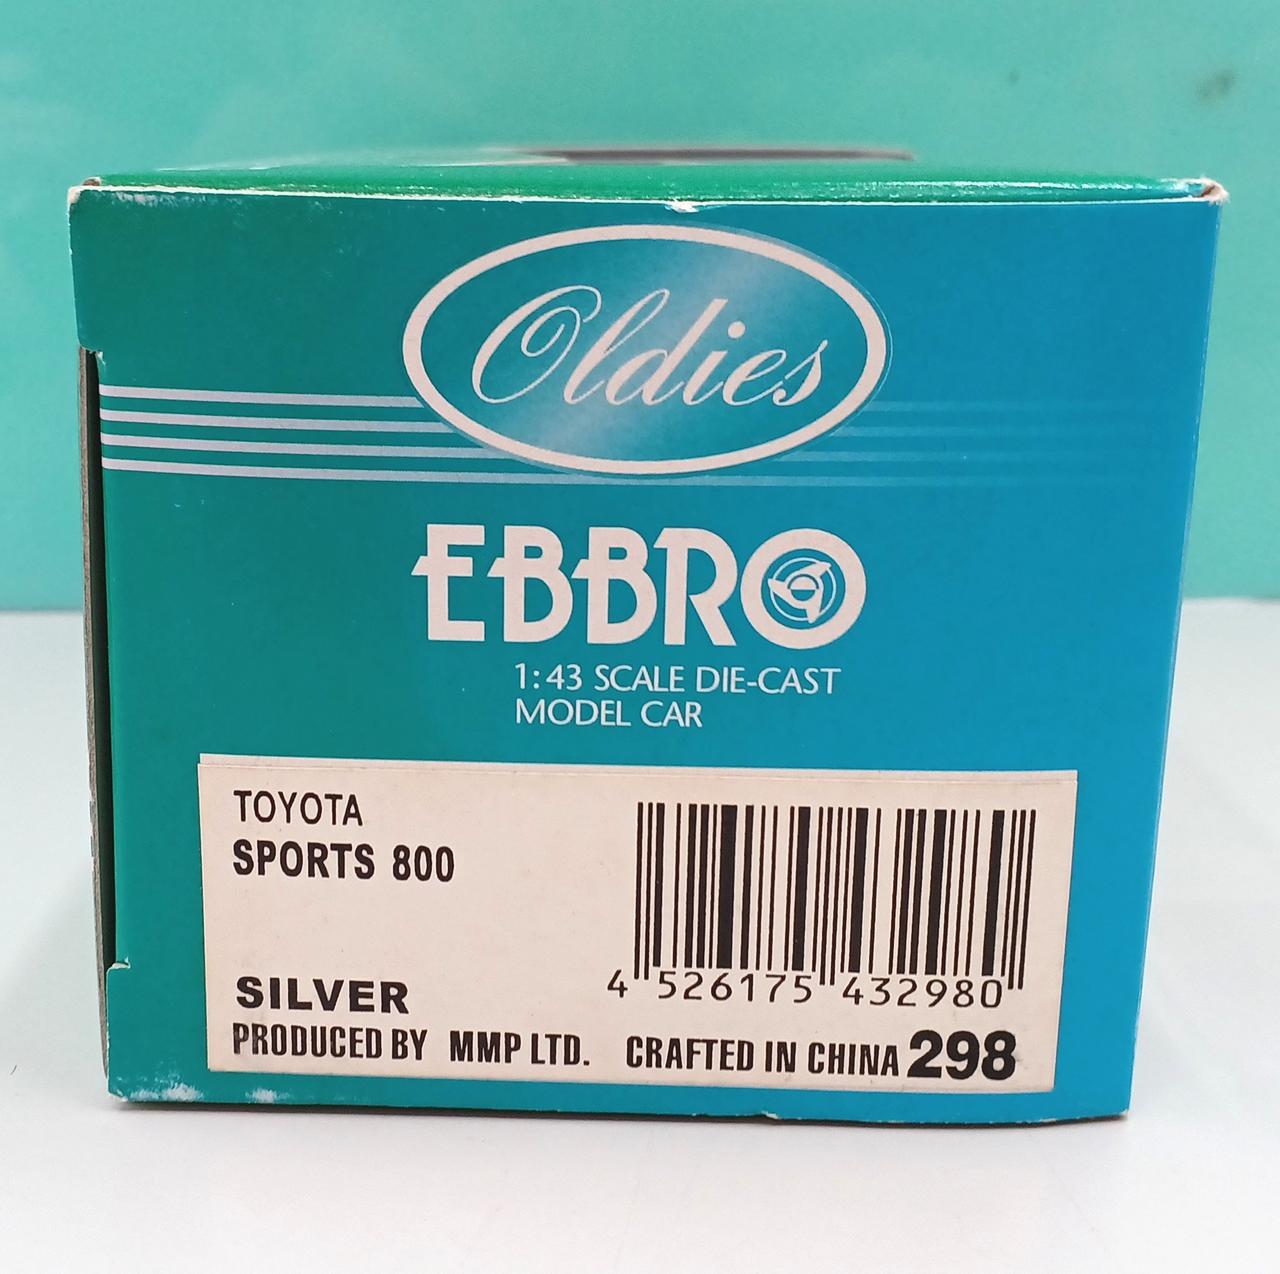 Oldies
EBBRO
1:43 SCALE DIE-CAST
MODEL CAR
TOYOTA
SPORTS 800
SILVER
4 526175 432980
PRODUCED BY MMP LTD. CRAFTED IN CHINA 298